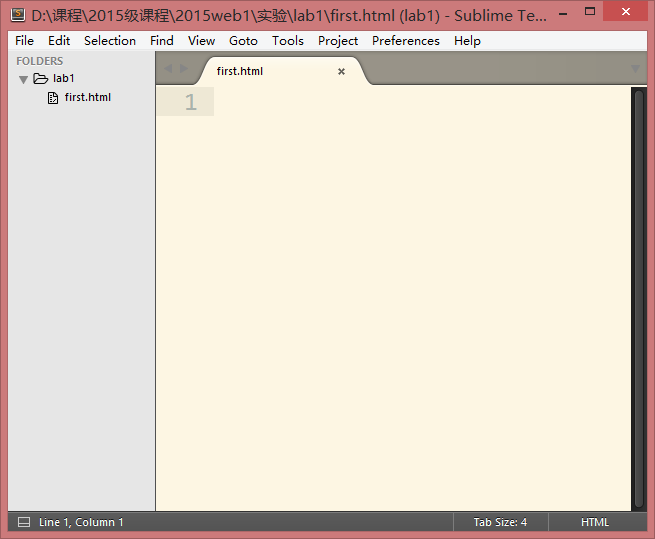 D:\课程\2015级课程\2015web1\实验\lab1\first.html (lab1) - Sublime Te...
File Edit Selection Find View Goto Tools Project Preferences Help
FOLDERS
lab1
first.html
first.html
1
Line 1, Column 1
Tab Size: 4
HTML